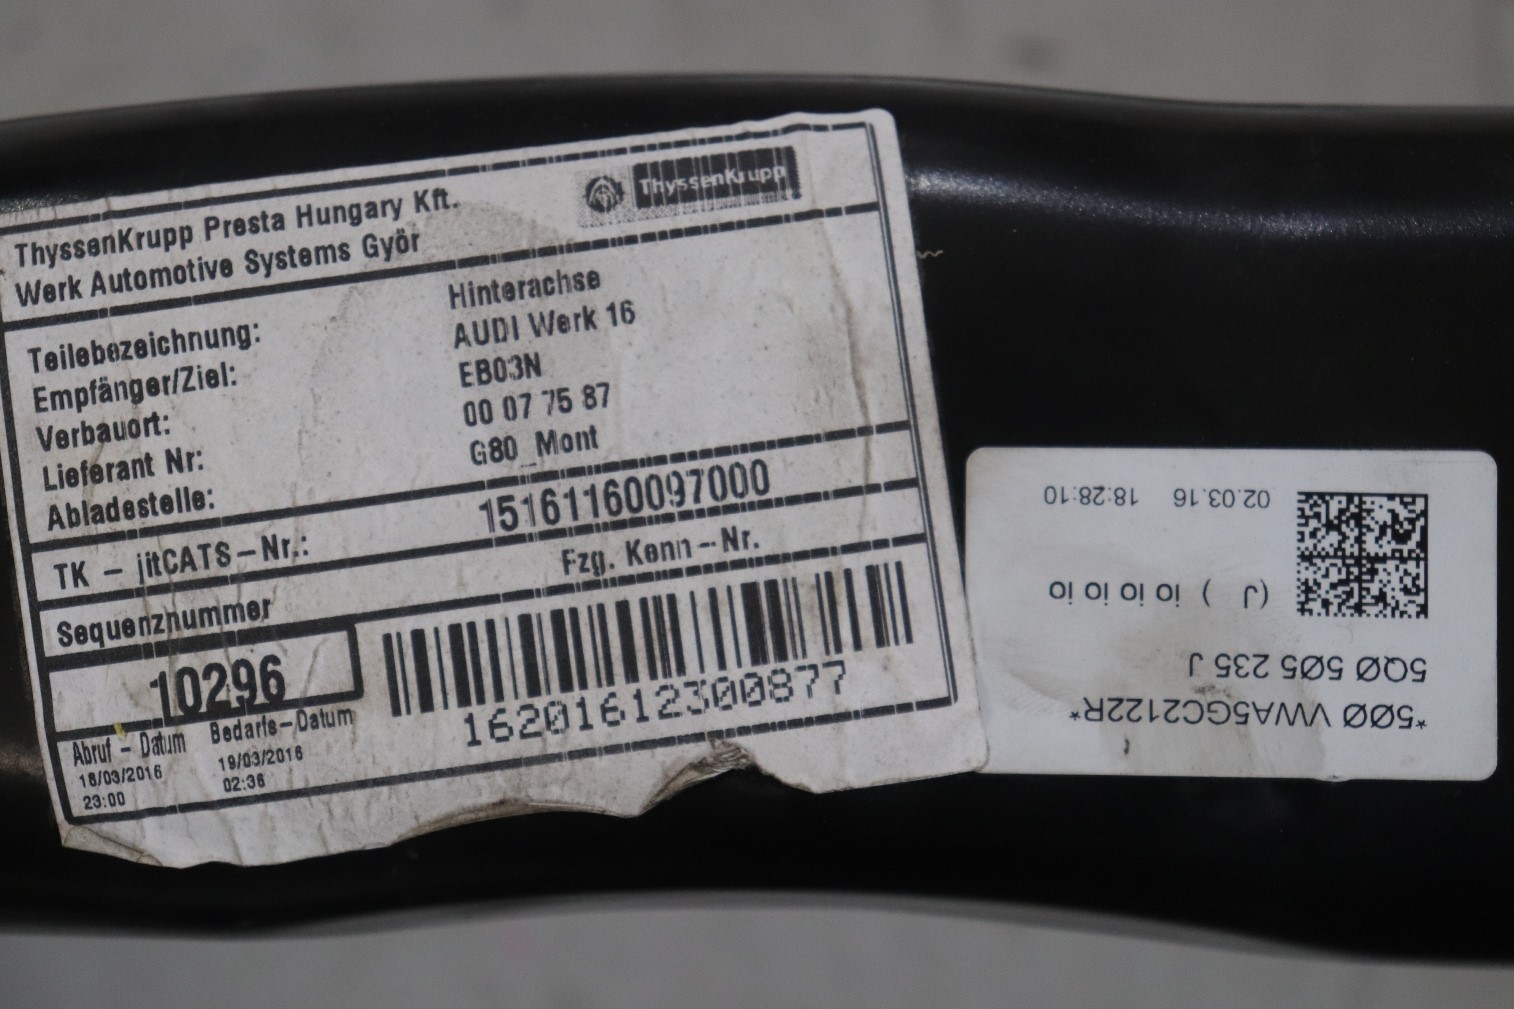 ThyssenKrupp Presta Hungary Kft.
Werk Automotive Systems Györ
ThyssenKrupp
Teilebezeichnung: Hinterachse
Empfänger/Ziel: AUDI Werk 16
Verbauort: EB03N
Lieferant Nr: 00 07 75 87
Abladestelle: G80_Mont
TK - jitCATS-Nr.: 15161160097000
Sequenznummer Fzg. Kenn-Nr.
10296
16201612300877
Abruf - Datum Bedarfs-Datum
18/03/2016 19/03/2016
23:00 02:36
*5ØØ VWA5GC2122R*
5QØ 5Ø5 235 J
(J ) io io io io
02.03.16 18:28:10